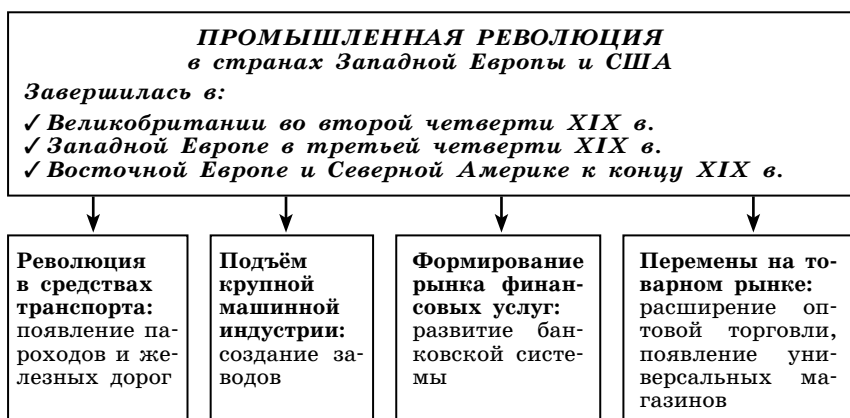 ПРОМЫШЛЕННАЯ РЕВОЛЮЦИЯ
в странах Западной Европы и США
Завершилась в:
✓ Великобритании во второй четверти XIX в.
✓ Западной Европе в третьей четверти XIX в.
✓ Восточной Европе и Северной Америке к концу XIX в.
Революция
в средствах
транспорта:
появление па-
роходов и же-
лезных дорог
Подъём
крупной
машинной
индустрии:
создание за-
водов
Формирование
рынка финан-
совых услуг:
развитие бан-
ковской систе-
мы
Перемены на то-
варном рынке:
расширение оп-
товой торговли,
появление уни-
версальных ма-
газинов